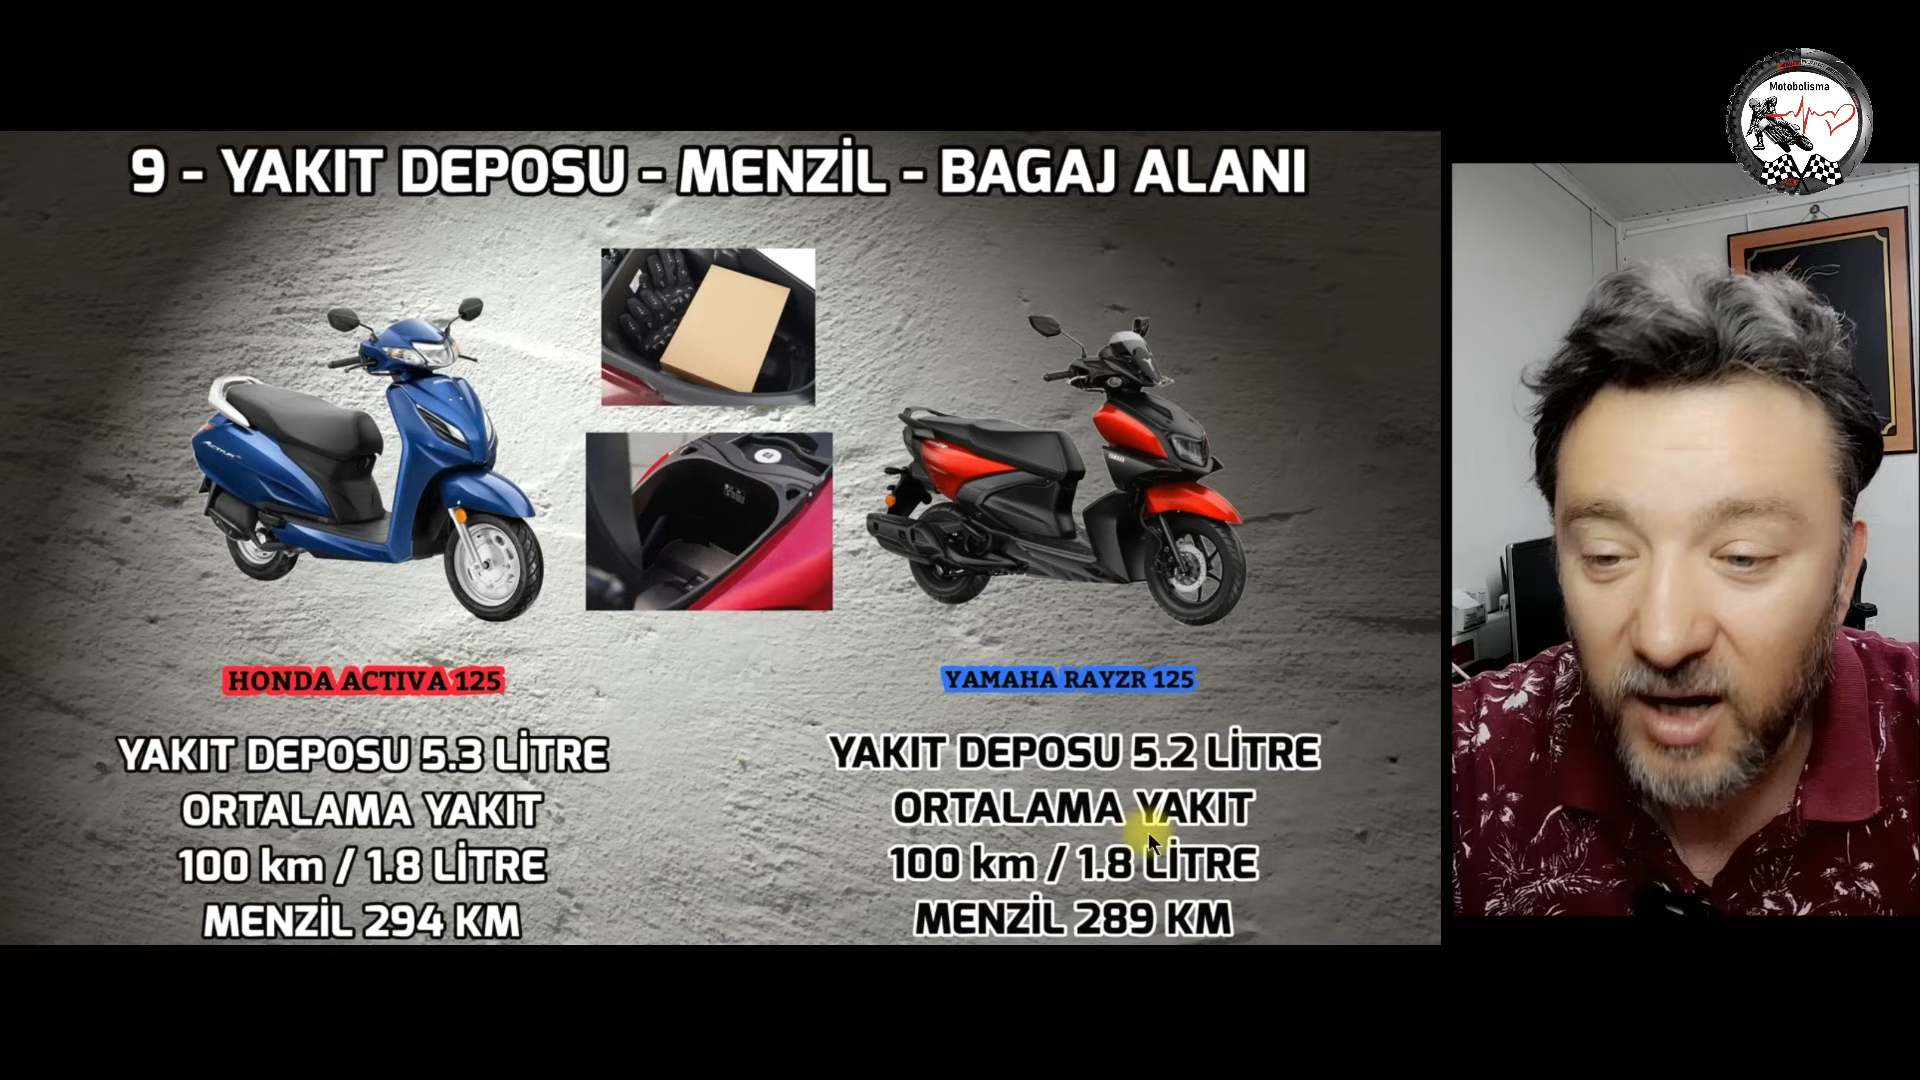 Motobolisma
9 - YAKIT DEPOSU - MENZİL - BAGAJ ALANI
HONDA ACTIVA 125
YAKIT DEPOSU 5.3 LİTRE
ORTALAMA YAKIT
100 km / 1.8 LİTRE
MENZİL 294 KM
YAMAHA RAYZR 125
YAKIT DEPOSU 5.2 LİTRE
ORTALAMA YAKIT
100 km / 1.8 LİTRE
MENZİL 289 KM